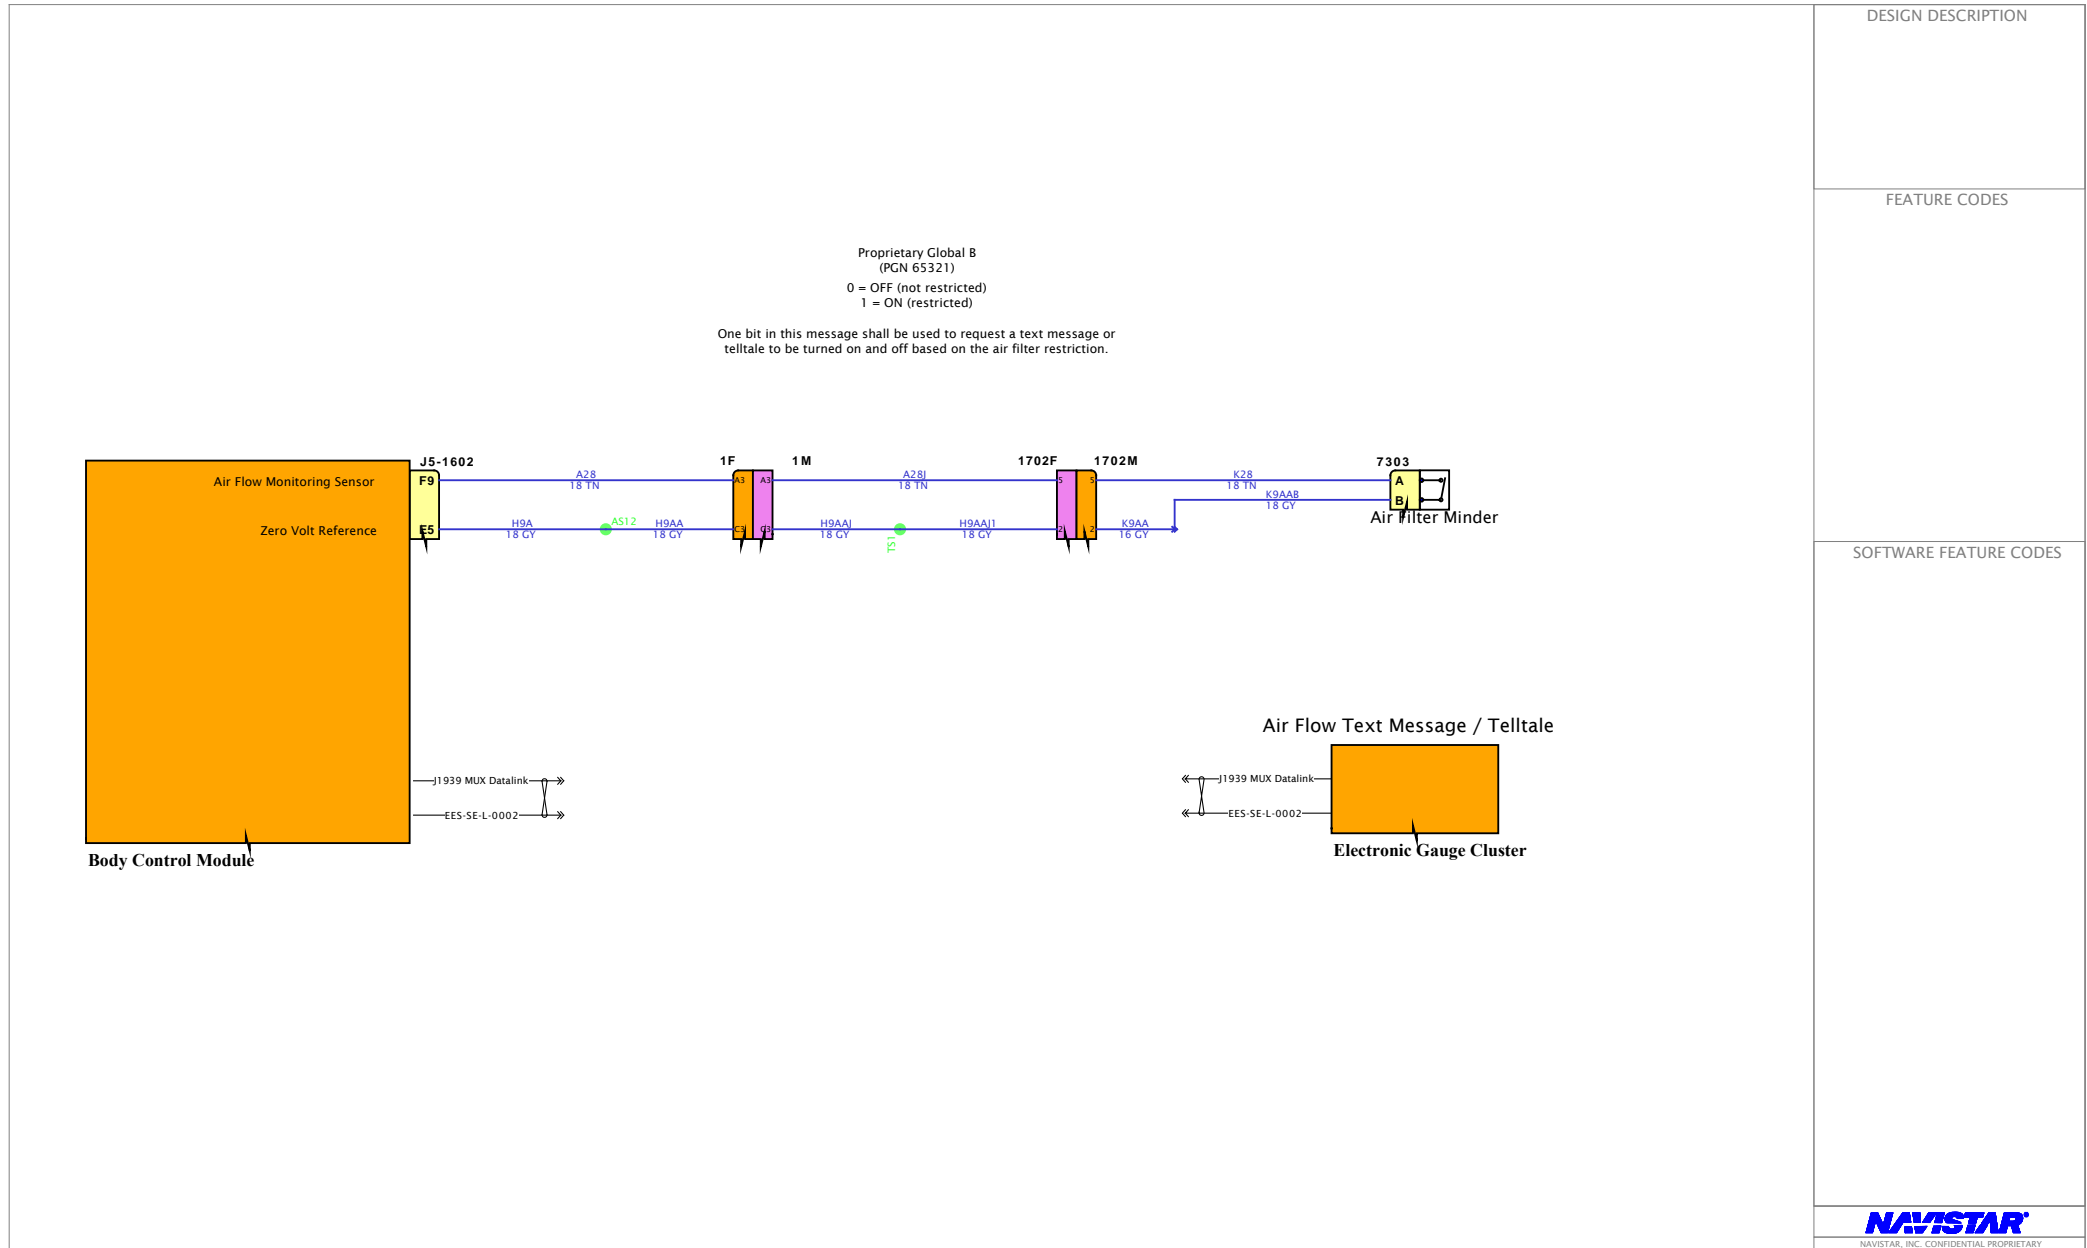 DESIGN DESCRIPTION
FEATURE CODES
Proprietary Global B
(PGN 65321)
0 = OFF (not restricted)
1 = ON (restricted)
One bit in this message shall be used to request a text message or
telltale to be turned on and off based on the air filter restriction.
J5-1602
1F
1M
1702F
1702M
7303
Air Flow Monitoring Sensor
F9
A28
18 TN
A3
A3
A28J
18 TN
5
5
K28
18 TN
A
K9AAB
18 GY
B
Air Filter Minder
Zero Volt Reference
E5
H9A
18 GY
AS12
H9AA
18 GY
C3
C3
H9AAJ
18 GY
TS1
H9AAJ1
18 GY
2
2
K9AA
16 GY
SOFTWARE FEATURE CODES
Air Flow Text Message / Telltale
J1939 MUX Datalink
EES-SE-L-0002
J1939 MUX Datalink
EES-SE-L-0002
Body Control Module
Electronic Gauge Cluster
NAVISTAR
NAVISTAR, INC. CONFIDENTIAL PROPRIETARY